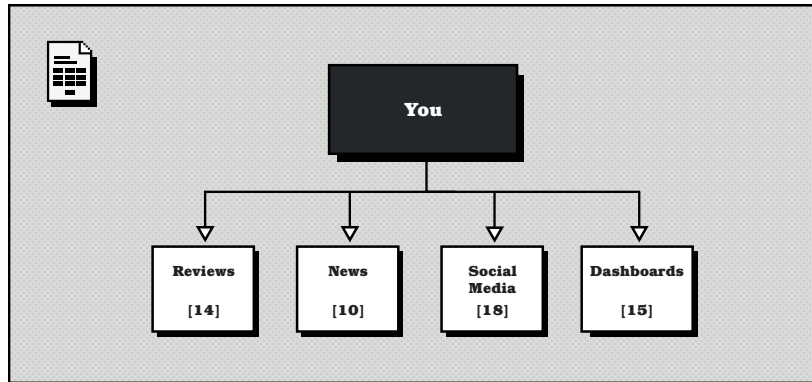 You
Reviews
[14]
News
[10]
Social
Media
[18]
Dashboards
[15]